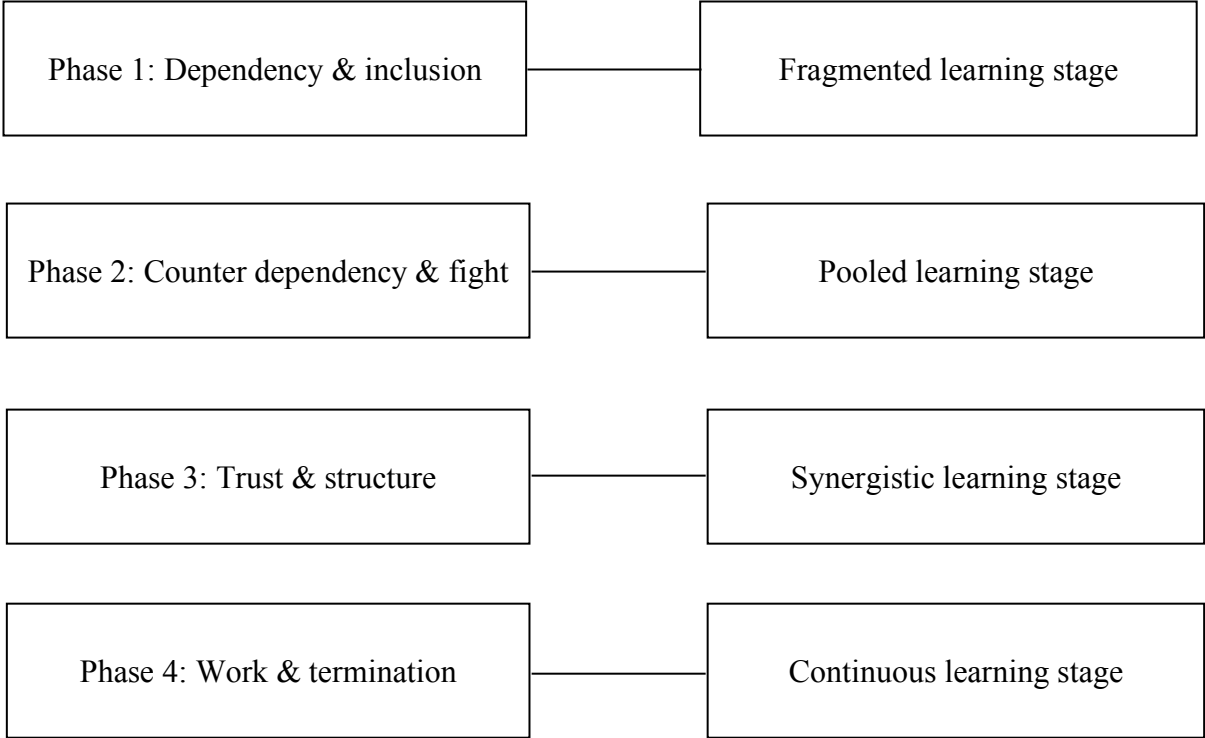 Phase 1: Dependency & inclusion
Fragmented learning stage
Phase 2: Counter dependency & fight
Pooled learning stage
Phase 3: Trust & structure
Synergistic learning stage
Phase 4: Work & termination
Continuous learning stage